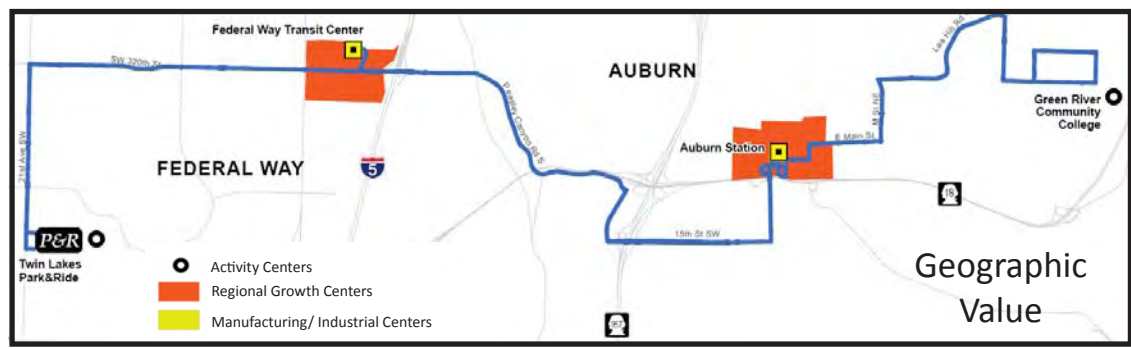 Federal Way Transit Center
SW 320th St
AUBURN
Lea Hill Rd
Green River
Community
College
Peasley Canyon Rd S
M St NE
E Main St
Auburn Station
21st Ave SW
FEDERAL WAY
5
18
15th St SW
P&R
Twin Lakes
Park&Ride
Activity Centers
Regional Growth Centers
Manufacturing/ Industrial Centers
Geographic
Value